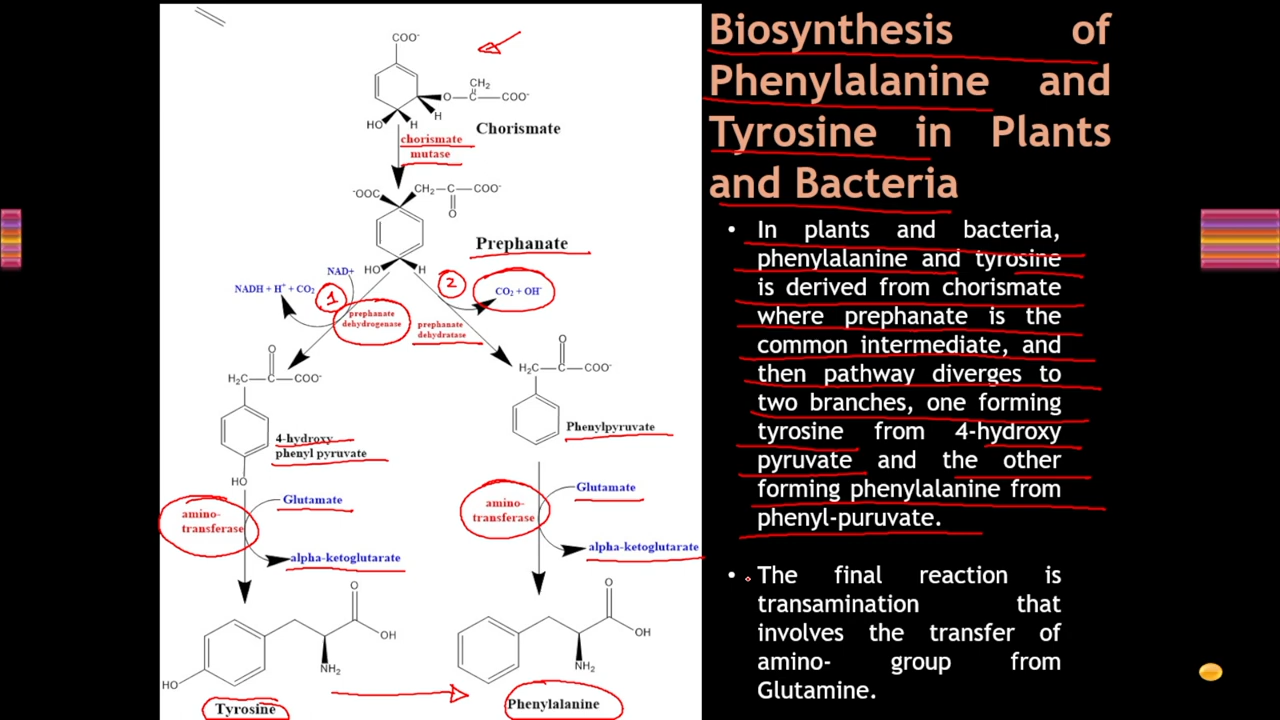 Biosynthesis of
Phenylalanine and
Tyrosine in Plants
and Bacteria
• In plants and bacteria,
phenylalanine and tyrosine
is derived from chorismate
where prephanate is the
common intermediate, and
then pathway diverges to
two branches, one forming
tyrosine from 4-hydroxy
pyruvate and the other
forming phenylalanine from
phenyl-puruvate.
• The final reaction is
transamination that
involves the transfer of
amino- group from
Glutamine.
COO⁻
CH₂
O—C—COO⁻
H
HO H
Chorismate
chorismate
mutase
⁻OOC CH₂—C—COO⁻
O
Prephanate
HO H
NAD+
NADH + H⁺ + CO₂
1
2
CO₂ + OH⁻
prephanate
dehydrogenase
prephanate
dehydratase
O
H₂C—C—COO⁻
4-hydroxy
phenyl pyruvate
HO
O
H₂C—C—COO⁻
Phenylpyruvate
Glutamate
amino-
transferase
alpha-ketoglutarate
Glutamate
amino-
transferase
alpha-ketoglutarate
O
OH
NH₂
HO
Tyrosine
O
OH
NH₂
Phenylalanine